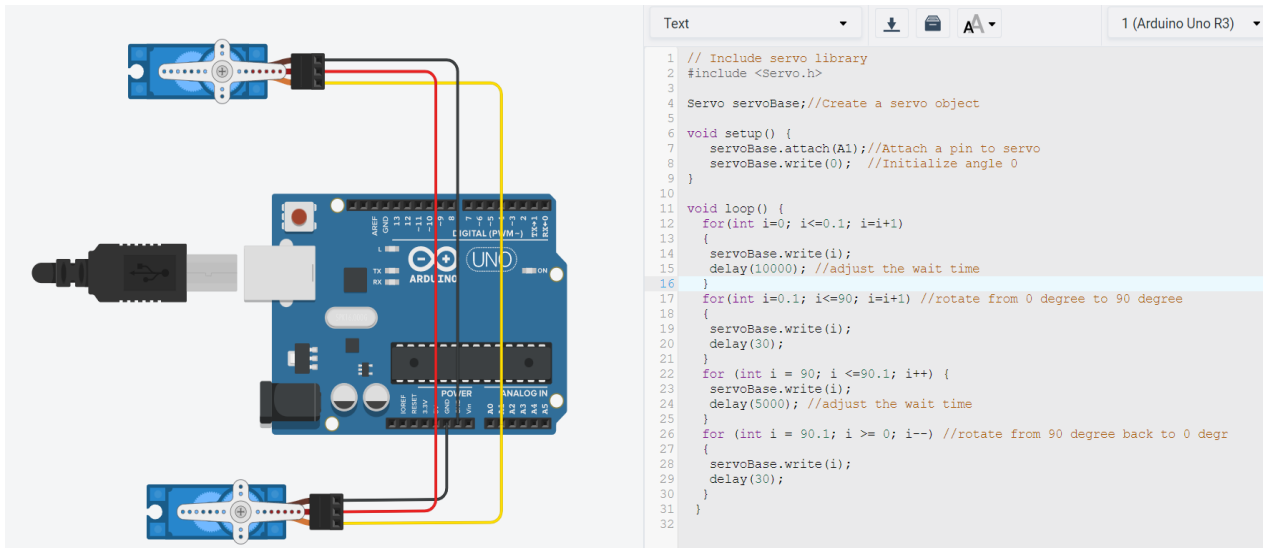 Text
1 (Arduino Uno R3)
1 // Include servo library
2 #include <Servo.h>
3
4 Servo servoBase;//Create a servo object
5
6 void setup() {
7 servoBase.attach(A1);//Attach a pin to servo
8 servoBase.write(0); //Initialize angle 0
9 }
10
11 void loop() {
12 for(int i=0; i<=0.1; i=i+1)
13 {
14 servoBase.write(i);
15 delay(10000); //adjust the wait time
16 }
17 for(int i=0.1; i<=90; i=i+1) //rotate from 0 degree to 90 degree
18 {
19 servoBase.write(i);
20 delay(30);
21 }
22 for (int i = 90; i <=90.1; i++) {
23 servoBase.write(i);
24 delay(5000); //adjust the wait time
25 }
26 for (int i = 90.1; i >= 0; i--) //rotate from 90 degree back to 0 degr
27 {
28 servoBase.write(i);
29 delay(30);
30 }
31 }
32
AREF
GND
13
12
~11
~10
~9
8
7
~6
~5
~3
2
TX→1
RX←0
DIGITAL (PWM~)
L
TX
RX
ARDUINO
UNO
ON
POWER
ANALOG IN
IOREF
RESET
3.3V
GND
Vin
A0
A2
A3
A4
A5